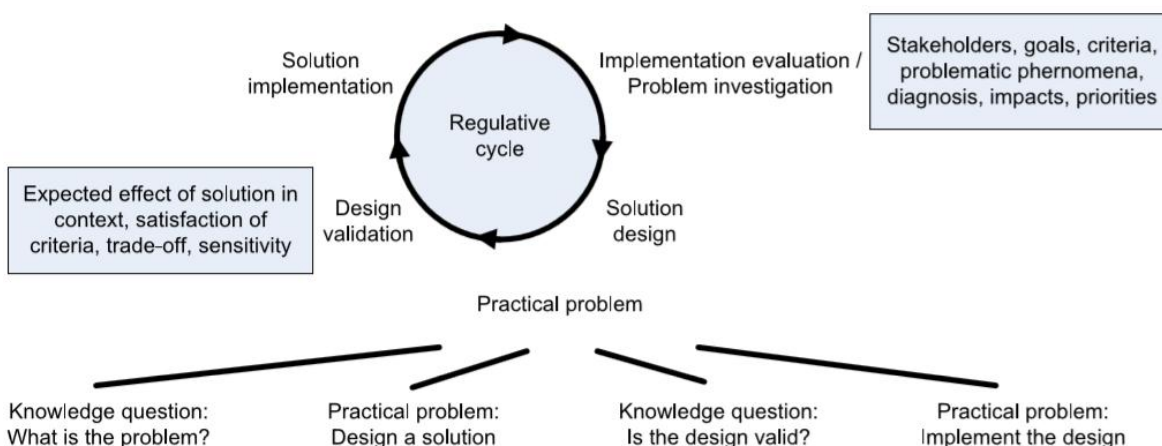 Solution
implementation
Implementation evaluation /
Problem investigation
Stakeholders, goals, criteria,
problematic phernomena,
diagnosis, impacts, priorities
Regulative
cycle
Expected effect of solution in
context, satisfaction of
criteria, trade-off, sensitivity
Design
validation
Solution
design
Practical problem
Knowledge question:
What is the problem?
Practical problem:
Design a solution
Knowledge question:
Is the design valid?
Practical problem:
Implement the design